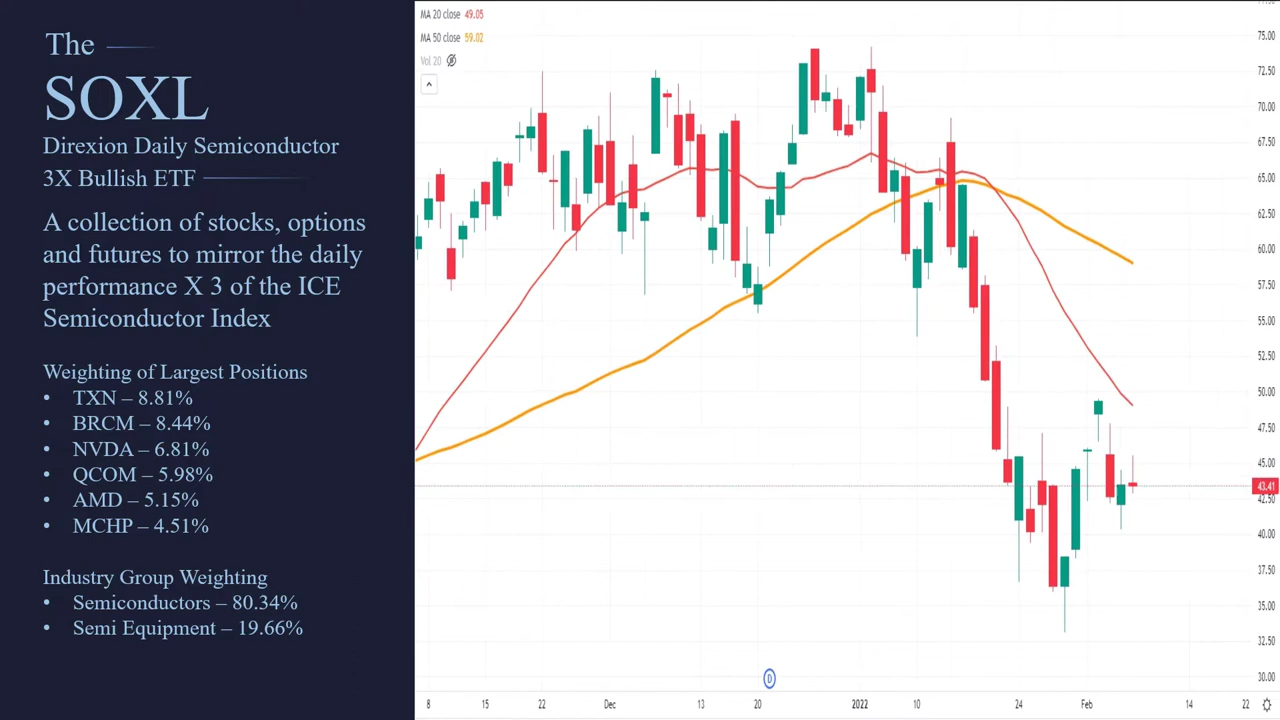 The
SOXL
Direxion Daily Semiconductor
3X Bullish ETF
A collection of stocks, options
and futures to mirror the daily
performance X 3 of the ICE
Semiconductor Index
Weighting of Largest Positions
• TXN – 8.81%
• BRCM – 8.44%
• NVDA – 6.81%
• QCOM – 5.98%
• AMD – 5.15%
• MCHP – 4.51%
Industry Group Weighting
• Semiconductors – 80.34%
• Semi Equipment – 19.66%
MA 20 close 49.05
MA 50 close 59.02
Vol 20
75.00
72.50
70.00
67.50
65.00
62.50
60.00
57.50
55.00
52.50
50.00
47.50
45.00
43.41
42.50
40.00
37.50
35.00
32.50
30.00
D
8 15 22 Dec 13 20 2022 10 24 Feb 14 22